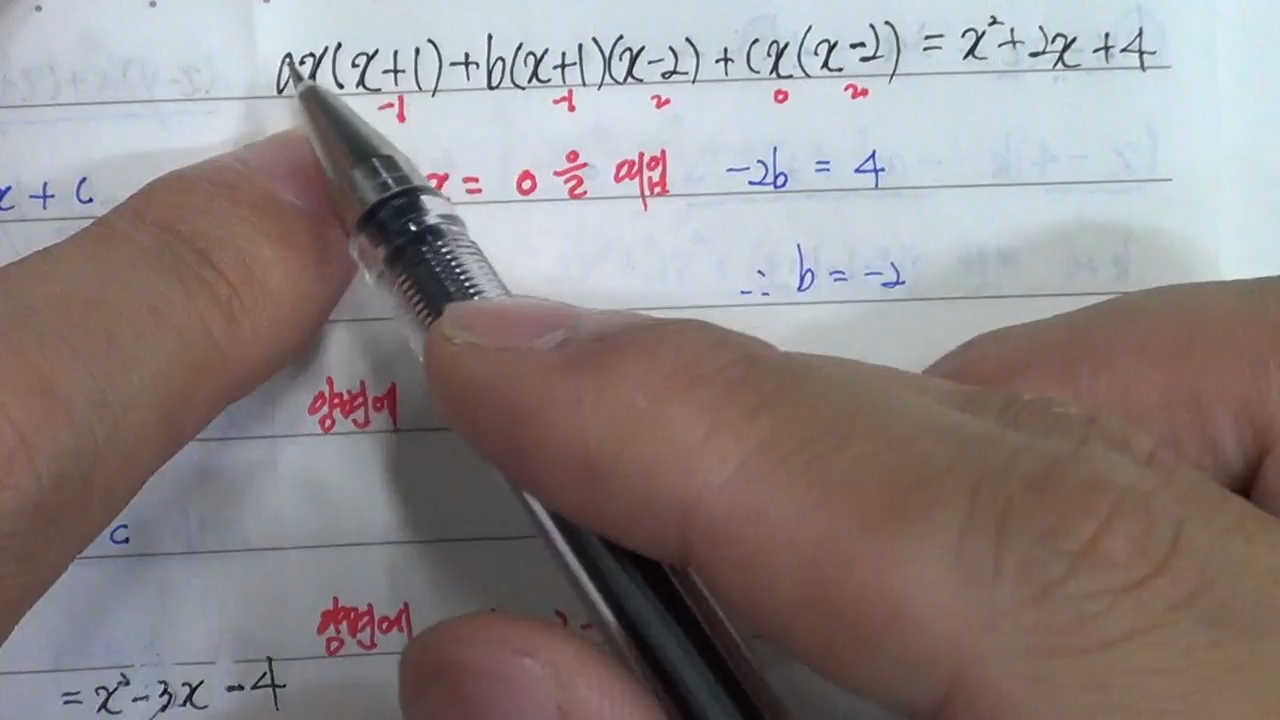 ax(x+1)+b(x+1)(x-2)+cx(x-2) = x²+2x+4
-1 -1 2 0 2
x = 0 을 대입 -2b = 4
x + c
∴ b = -2
양변에
c
양변에
= x²-3x-4